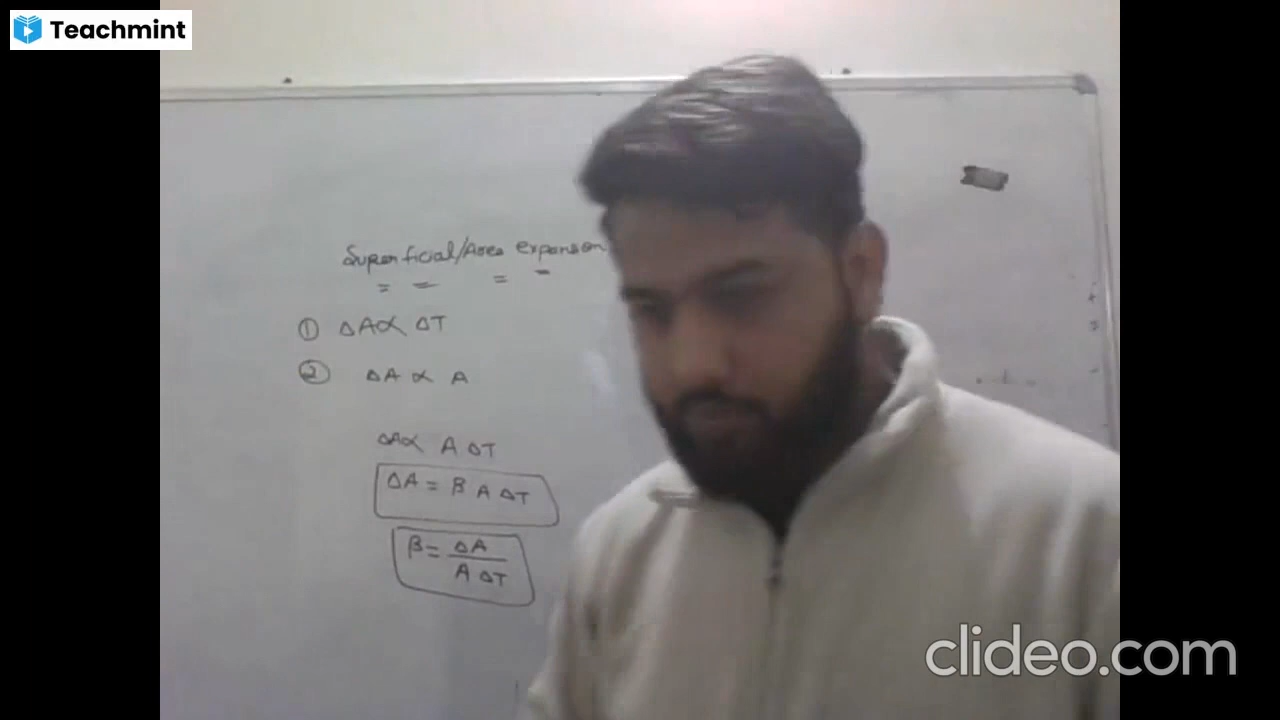 Teachmint
Superficial/Area expansion
① ΔA∝ ΔT
② ΔA ∝ A
ΔA∝ A ΔT
ΔA = β A ΔT
β = ΔA / A ΔT
clideo.com